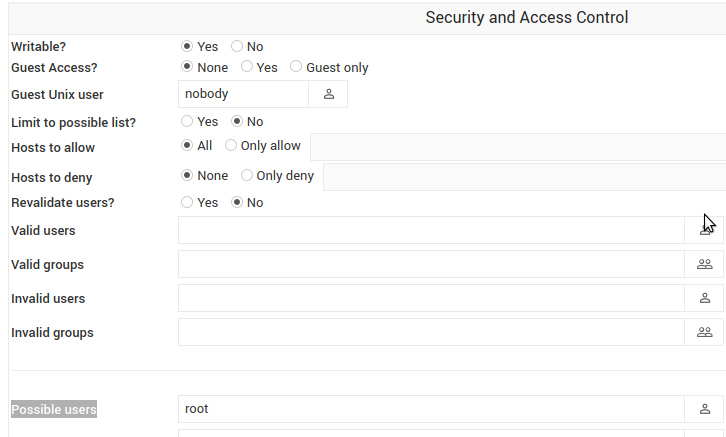 Security and Access Control
Writable? Yes No
Guest Access? None Yes Guest only
Guest Unix user nobody
Limit to possible list? Yes No
Hosts to allow All Only allow
Hosts to deny None Only deny
Revalidate users? Yes No
Valid users
Valid groups
Invalid users
Invalid groups
Possible users root